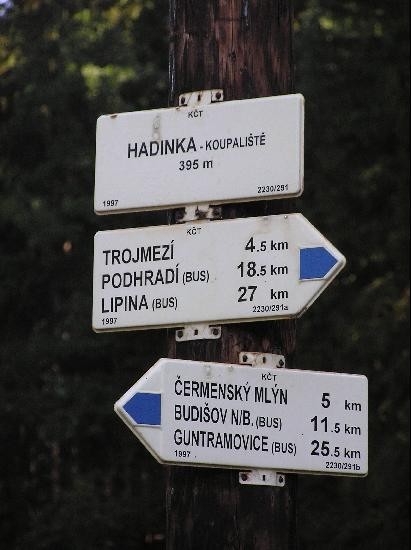 KČT
HADINKA - KOUPALIŠTĚ
395 m
1997 2230/291
KČT
TROJMEZÍ 4.5 km
PODHRADÍ (BUS) 18.5 km
LIPINA (BUS) 27 km
1997 2230/291a
KČT
ČERMENSKÝ MLÝN 5 km
BUDIŠOV N/B. (BUS) 11.5 km
GUNTRAMOVICE (BUS) 25.5 km
1997 2230/291b